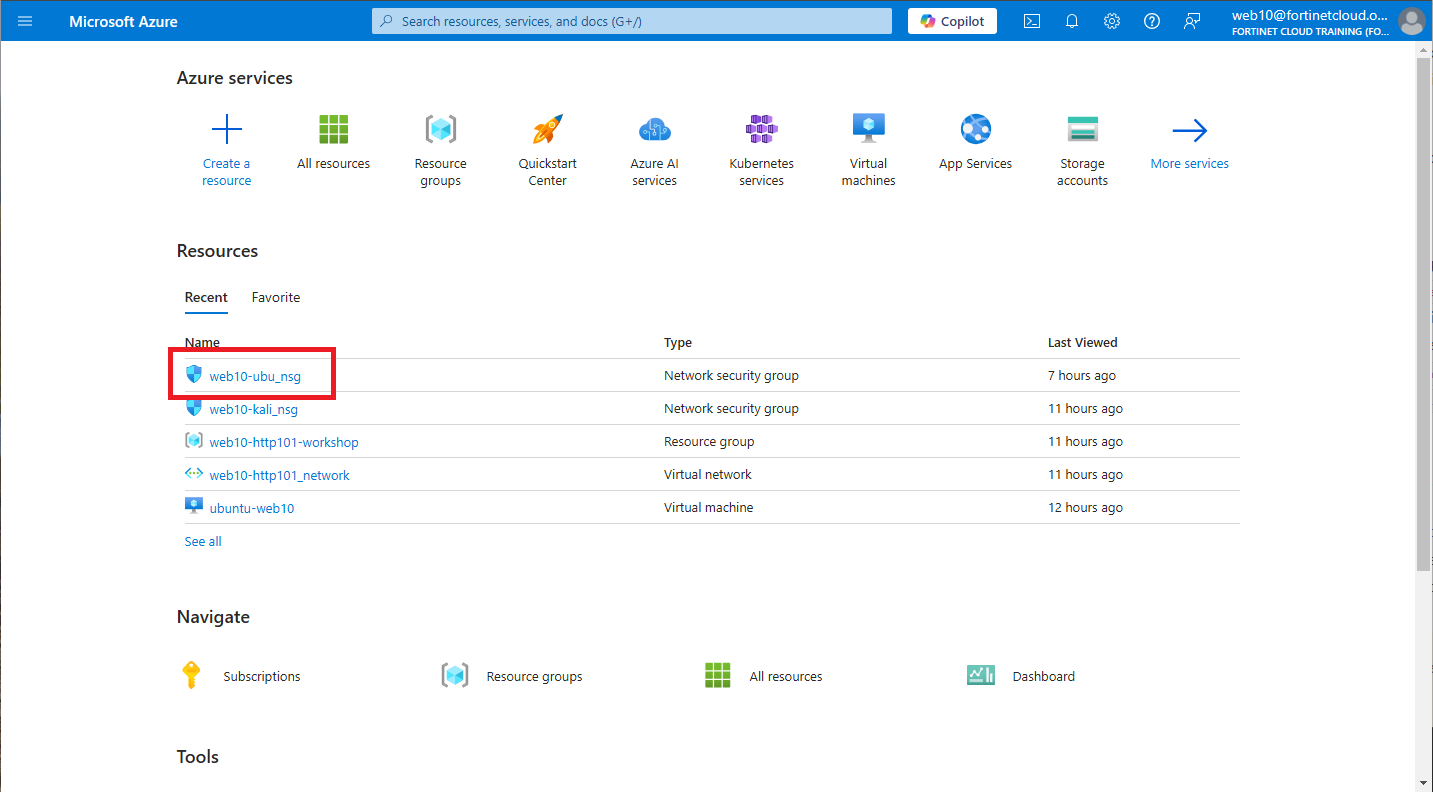 Microsoft Azure
Search resources, services, and docs (G+/)
Copilot
web10@fortinetcloud.o...
FORTINET CLOUD TRAINING (FO...
Azure services
Create a resource
All resources
Resource groups
Quickstart Center
Azure AI services
Kubernetes services
Virtual machines
App Services
Storage accounts
More services
Resources
Recent Favorite
Name Type Last Viewed
web10-ubu_nsg Network security group 7 hours ago
web10-kali_nsg Network security group 11 hours ago
web10-http101-workshop Resource group 11 hours ago
web10-http101_network Virtual network 11 hours ago
ubuntu-web10 Virtual machine 12 hours ago
See all
Navigate
Subscriptions Resource groups All resources Dashboard
Tools